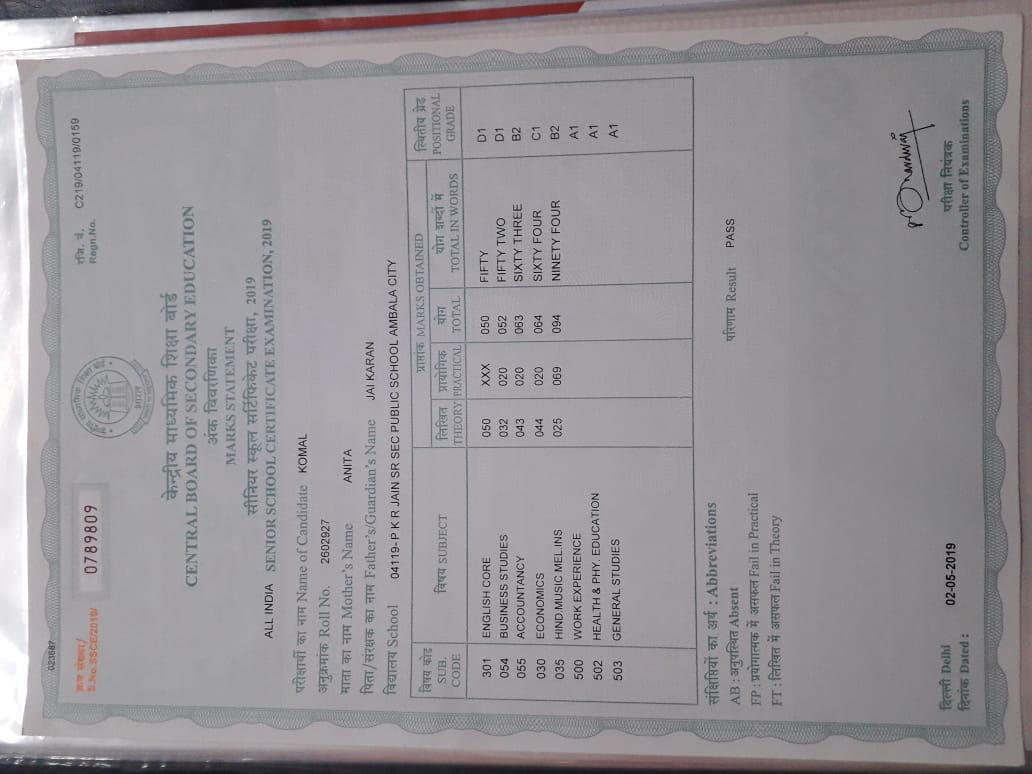 023687
क्रम संख्या/
S.No.SSCE/2019/ 0789809
रजि. नं.
Regn.No. C219/04119/0159
केन्द्रीय माध्यमिक शिक्षा बोर्ड
भारत
केन्द्रीय माध्यमिक शिक्षा बोर्ड
CENTRAL BOARD OF SECONDARY EDUCATION
अंक विवरणिका
MARKS STATEMENT
सीनियर स्कूल सर्टिफिकेट परीक्षा, 2019
ALL INDIA SENIOR SCHOOL CERTIFICATE EXAMINATION, 2019
परीक्षार्थी का नाम Name of Candidate KOMAL
अनुक्रमांक Roll No. 2602927
माता का नाम Mother's Name ANITA
पिता/संरक्षक का नाम Father's/Guardian's Name JAI KARAN
विद्यालय School 04119-P K R JAIN SR SEC PUBLIC SCHOOL AMBALA CITY
विषय कोड SUB. CODE विषय SUBJECT प्राप्तांक MARKS OBTAINED स्थितीय ग्रेड POSITIONAL GRADE
लिखित THEORY प्रायोगिक PRACTICAL योग TOTAL योग शब्दों में TOTAL IN WORDS
301 ENGLISH CORE 050 XXX 050 FIFTY D1
054 BUSINESS STUDIES 032 020 052 FIFTY TWO D1
055 ACCOUNTANCY 043 020 063 SIXTY THREE B2
030 ECONOMICS 044 020 064 SIXTY FOUR C1
035 HIND.MUSIC MEL.INS 025 069 094 NINETY FOUR B2
500 WORK EXPERIENCE A1
502 HEALTH & PHY. EDUCATION A1
503 GENERAL STUDIES A1
संक्षिप्तियों का अर्थ : Abbreviations
AB : अनुपस्थित Absent
परिणाम Result PASS
FP : प्रयोगात्मक में असफल Fail in Practical
FT : लिखित में असफल Fail in Theory
दिल्ली Delhi
दिनांक Dated : 02-05-2019
परीक्षा नियंत्रक
Controller of Examinations